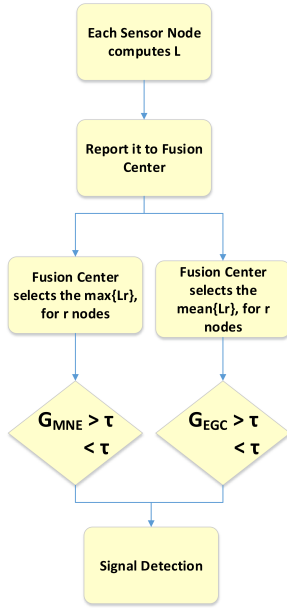 Each Sensor Node
computes L
Report it to Fusion
Center
Fusion Center
selects the max{Lr},
for r nodes
Fusion Center
selects the
mean{Lr}, for r
nodes
GMNE > τ
< τ
GEGC > τ
< τ
Signal Detection